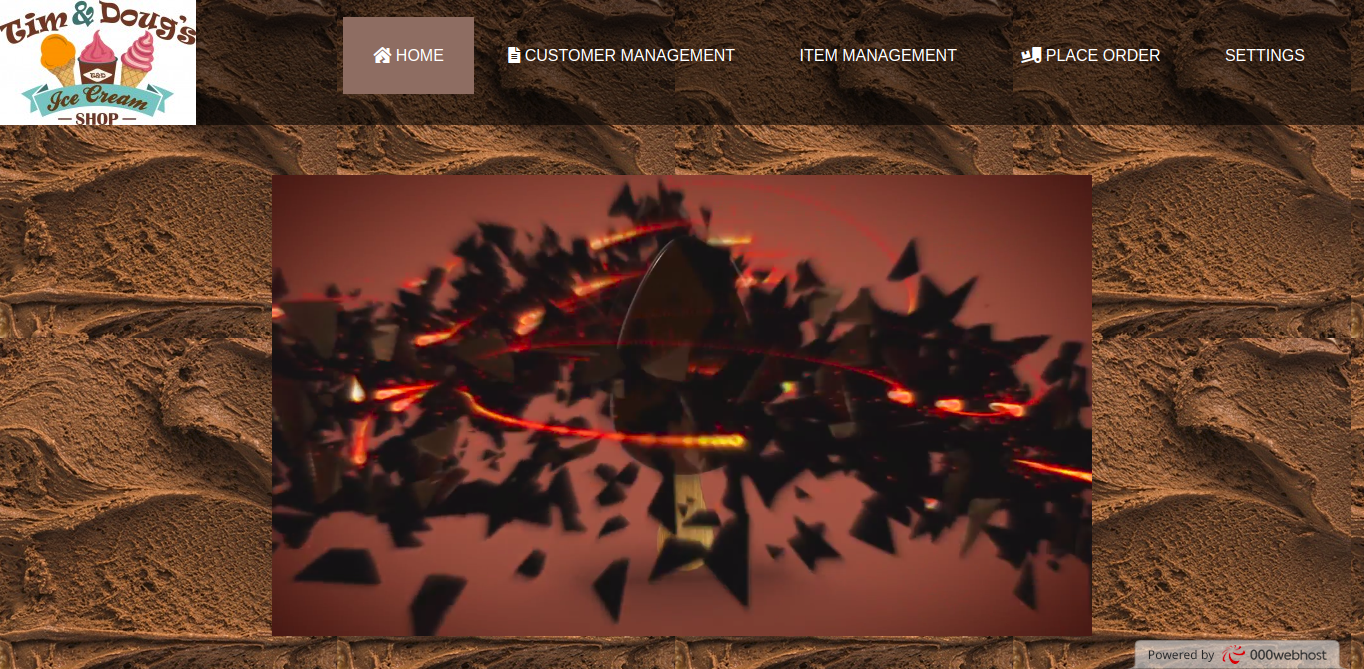 Tim & Doug's
T&D
Ice Cream
SHOP
HOME
CUSTOMER MANAGEMENT
ITEM MANAGEMENT
PLACE ORDER
SETTINGS
Powered by 000webhost